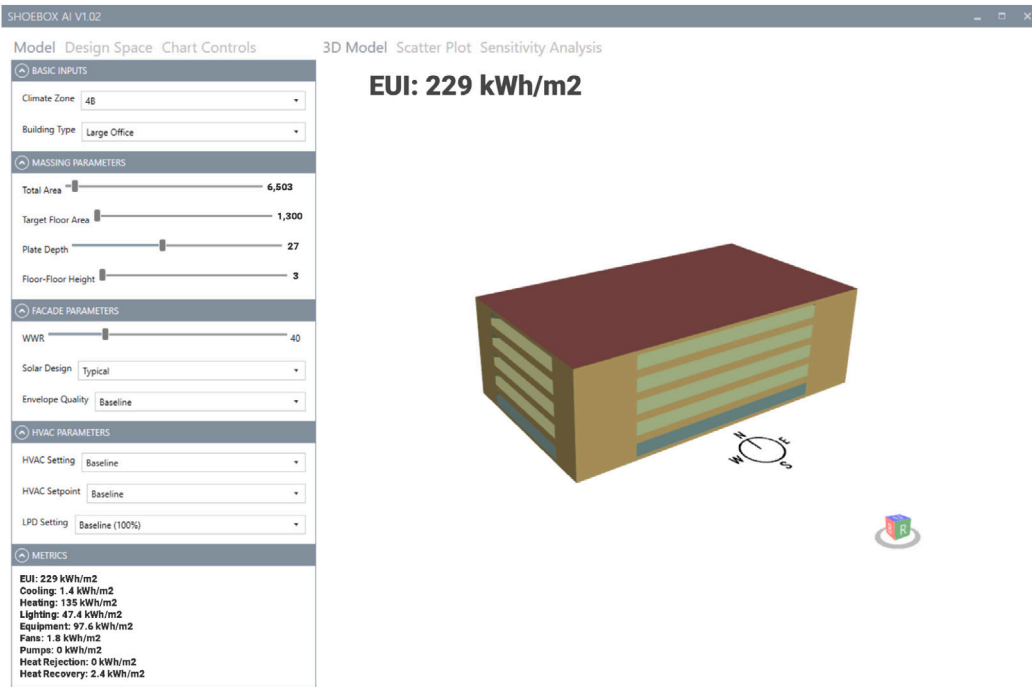 SHOEBOX AI V1.02
Model Design Space Chart Controls
3D Model Scatter Plot Sensitivity Analysis
BASIC INPUTS
Climate Zone 4B
Building Type Large Office
MASSING PARAMETERS
Total Area 6,503
Target Floor Area 1,300
Plate Depth 27
Floor-Floor Height 3
FACADE PARAMETERS
WWR 40
Solar Design Typical
Envelope Quality Baseline
HVAC PARAMETERS
HVAC Setting Baseline
HVAC Setpoint Baseline
LPD Setting Baseline (100%)
METRICS
EUI: 229 kWh/m2
Cooling: 1.4 kWh/m2
Heating: 135 kWh/m2
Lighting: 47.4 kWh/m2
Equipment: 97.6 kWh/m2
Fans: 1.8 kWh/m2
Pumps: 0 kWh/m2
Heat Rejection: 0 kWh/m2
Heat Recovery: 2.4 kWh/m2
EUI: 229 kWh/m2
N
E
W
S
R